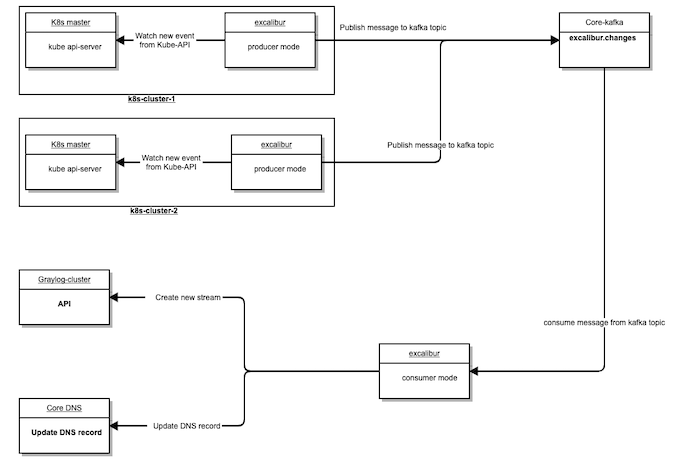 K8s master
kube api-server
Watch new event
from Kube-API
excalibur
producer mode
Publish message to kafka topic
Core-kafka
excalibur.changes
k8s-cluster-1
K8s master
kube api-server
Watch new event
from Kube-API
excalibur
producer mode
Publish message to kafka topic
k8s-cluster-2
Graylog-cluster
API
Create new stream
consume message from kafka topic
excalibur
consumer mode
Core DNS
Update DNS record
Update DNS record